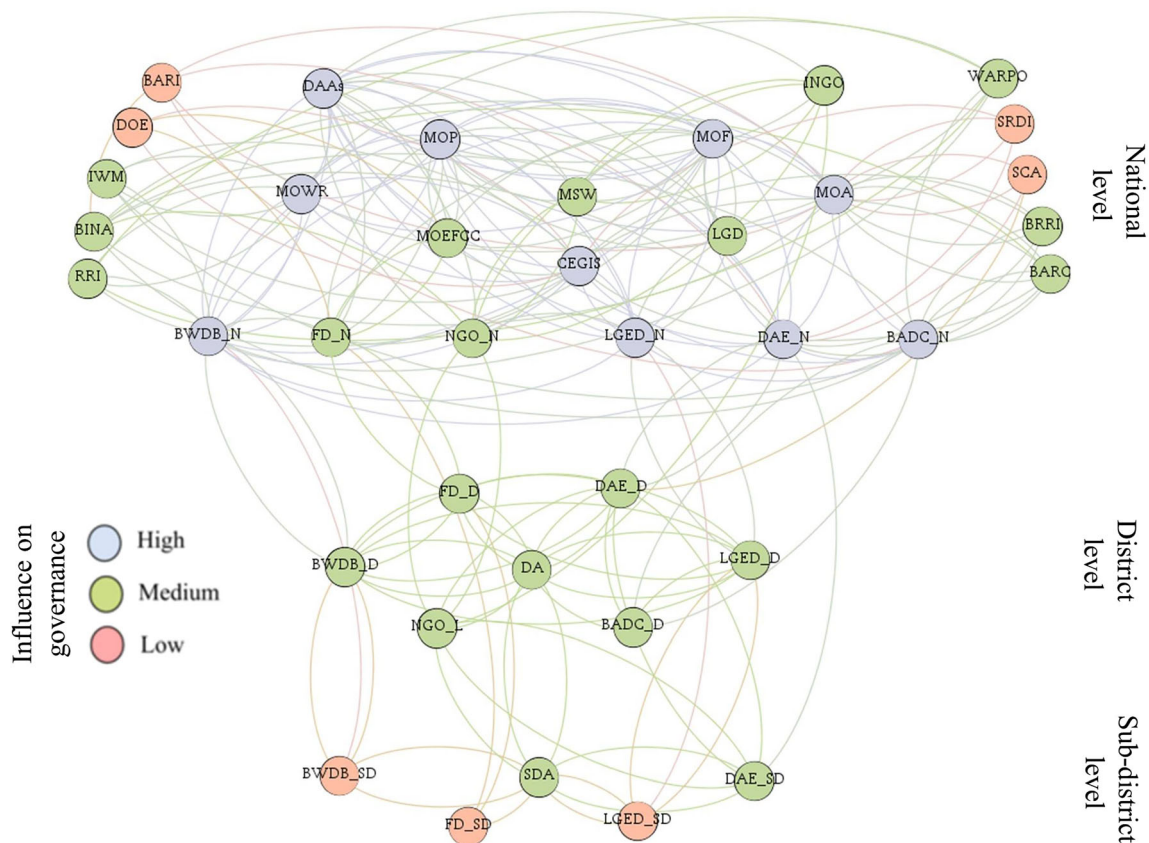 BARI
DAAs
INGO
WARPO
DOE
MOP
MOF
SRDI
IWM
MOWR
MSW
MOA
SCA
BINA
MOEFGC
LGD
BRRI
RRI
CEGIS
BARC
BWDB_N
FD_N
NGO_N
LGED_N
DAE_N
BADC_N
National
level
FD_D
DAE_D
BWDB_D
DA
LGED_D
NGO_L
BADC_D
District
level
Influence on
governance
High
Medium
Low
BWDB_SD
SDA
DAE_SD
FD_SD
LGED_SD
Sub-district
level